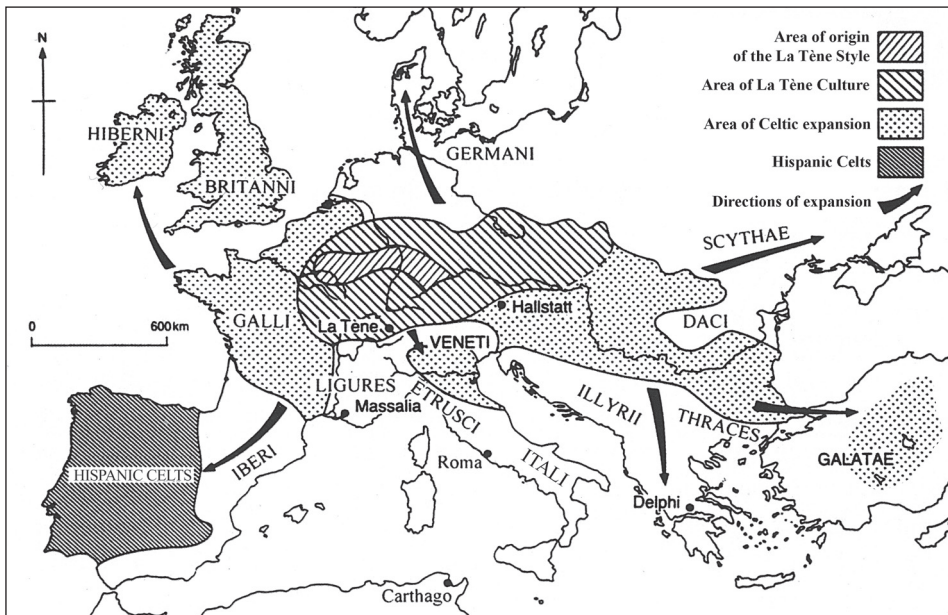 N
Area of origin
of the La Tène Style
Area of La Tène Culture
Area of Celtic expansion
Hispanic Celts
Directions of expansion
HIBERNI
BRITANNI
GERMANI
SCYTHAE
0 600 km
GALLI
La Tène
Hallstatt
VENETI
DACI
LIGURES
Massalia
ETRUSCI
ILLYRII
THRACES
HISPANIC CELTS
IBERI
Roma
ITALI
GALATAE
Delphi
Carthago